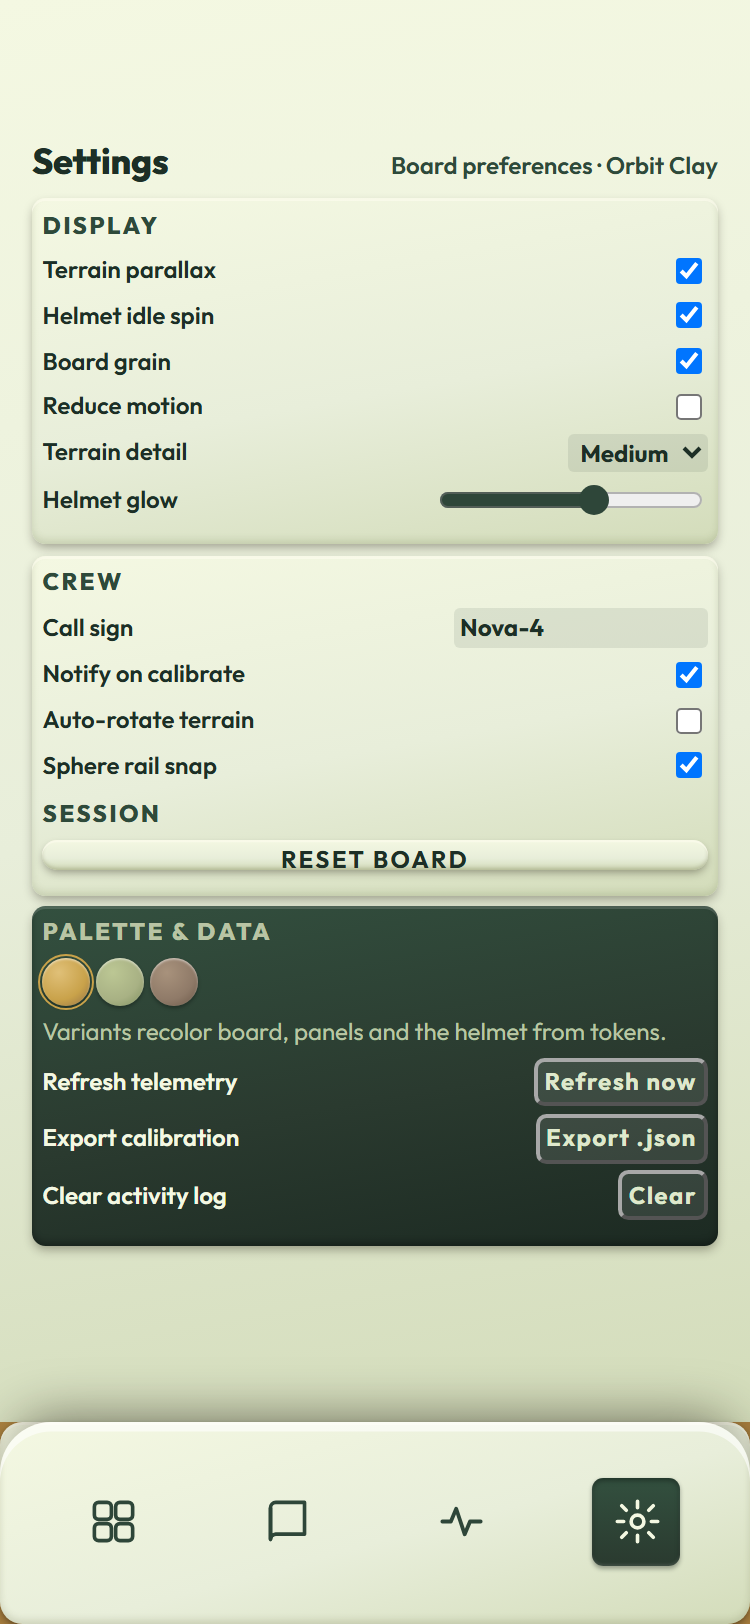 Settings
Board preferences · Orbit Clay
DISPLAY
Terrain parallax
Helmet idle spin
Board grain
Reduce motion
Terrain detail Medium
Helmet glow
CREW
Call sign Nova-4
Notify on calibrate
Auto-rotate terrain
Sphere rail snap
SESSION
RESET BOARD
PALETTE & DATA
Variants recolor board, panels and the helmet from tokens.
Refresh telemetry Refresh now
Export calibration Export .json
Clear activity log Clear